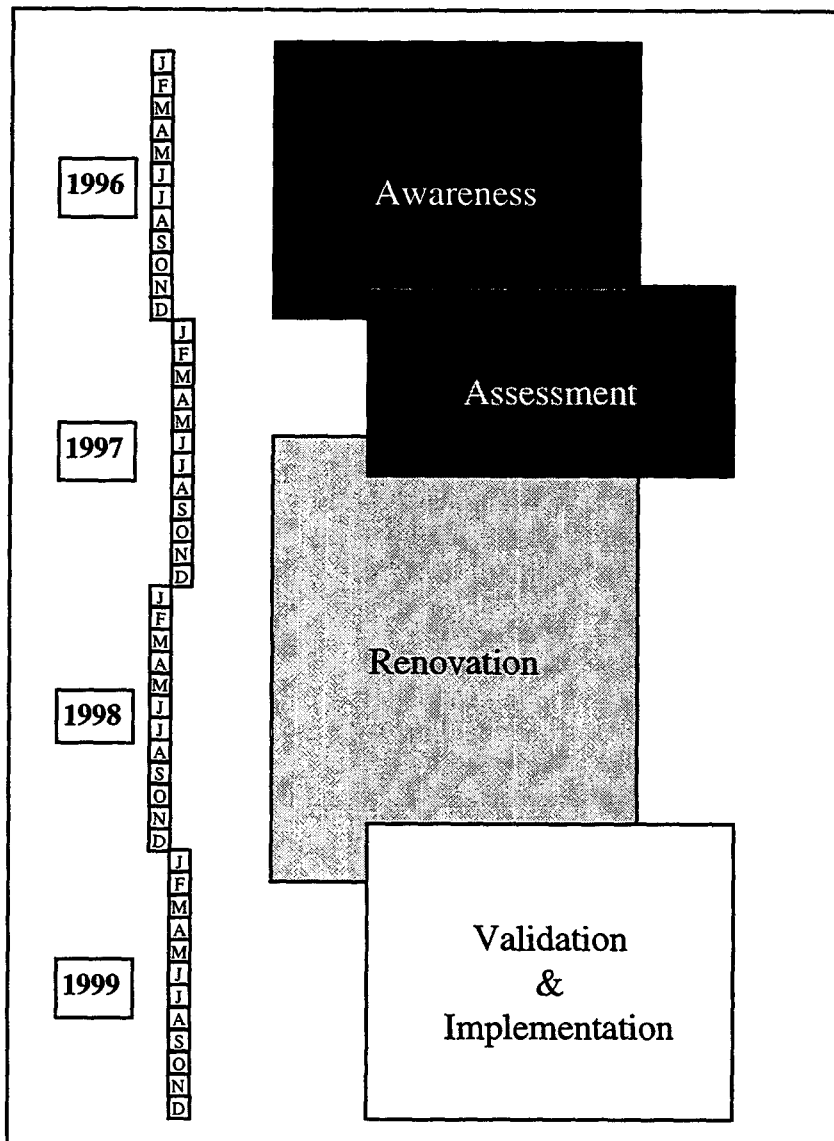 J
F
M
A
M
J
J
A
S
O
N
D
1996
Awareness
J
F
M
A
M
J
J
A
S
O
N
D
1997
Assessment
J
F
M
A
M
J
J
A
S
O
N
D
1998
Renovation
J
F
M
A
M
J
J
A
S
O
N
D
1999
Validation
&
Implementation